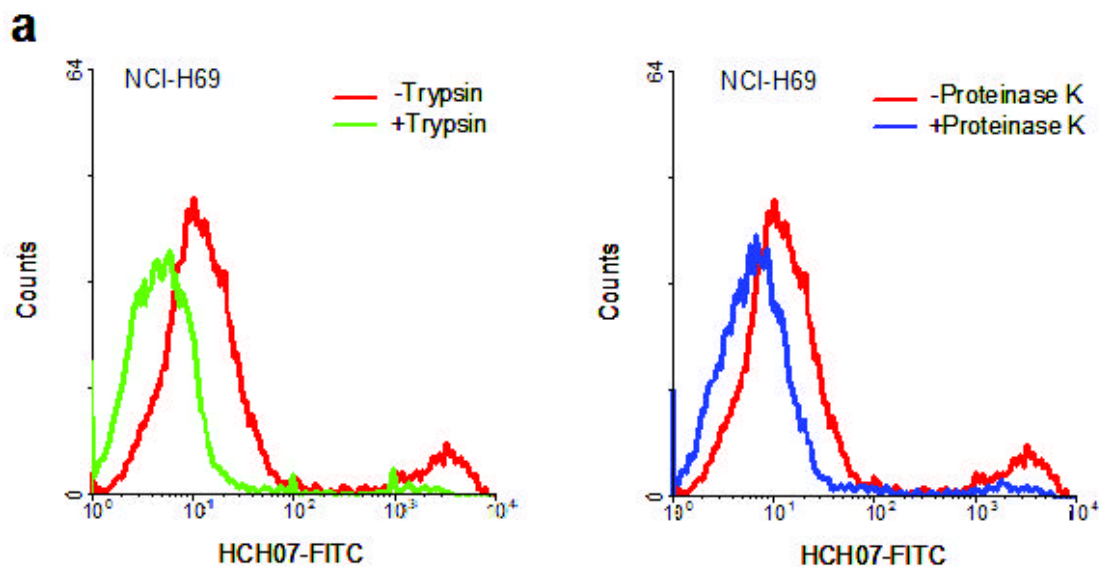 a
64
NCI-H69
-Trypsin
+Trypsin
Counts
0
10⁰ 10¹ 10² 10³ 10⁴
HCH07-FITC
64
NCI-H69
-Proteinase K
+Proteinase K
Counts
0
10⁰ 10¹ 10² 10³ 10⁴
HCH07-FITC